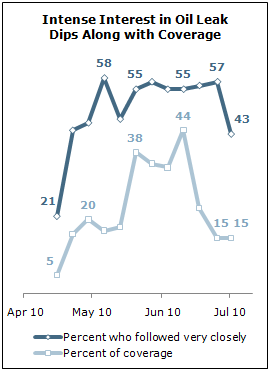 Intense Interest in Oil Leak
Dips Along with Coverage
58
55
55
57
43
21
38
44
20
15 15
5
Apr 10 May 10 Jun 10 Jul 10
Percent who followed very closely
Percent of coverage